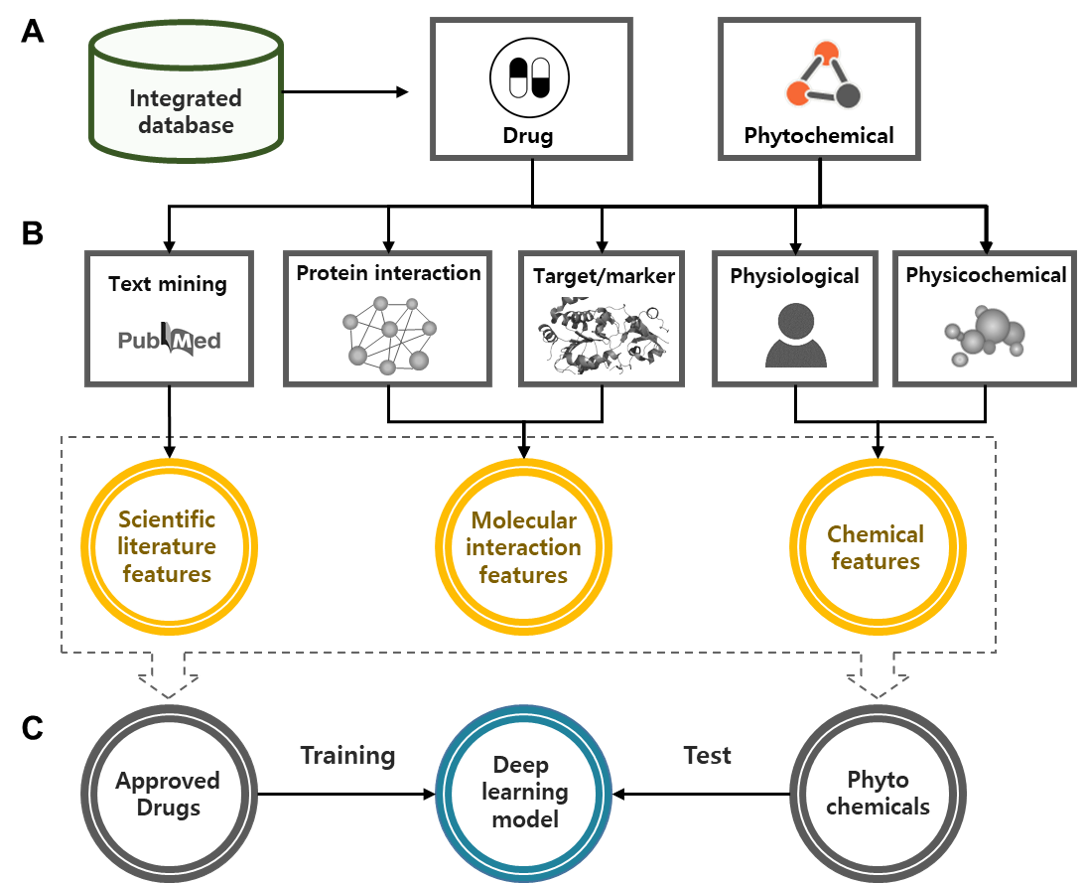 A
Integrated
database
Drug
Phytochemical
B
Text mining
PubMed
Protein interaction
Target/marker
Physiological
Physicochemical
Scientific
literature
features
Molecular
interaction
features
Chemical
features
C
Approved
Drugs
Training
Deep
learning
model
Test
Phyto
chemicals